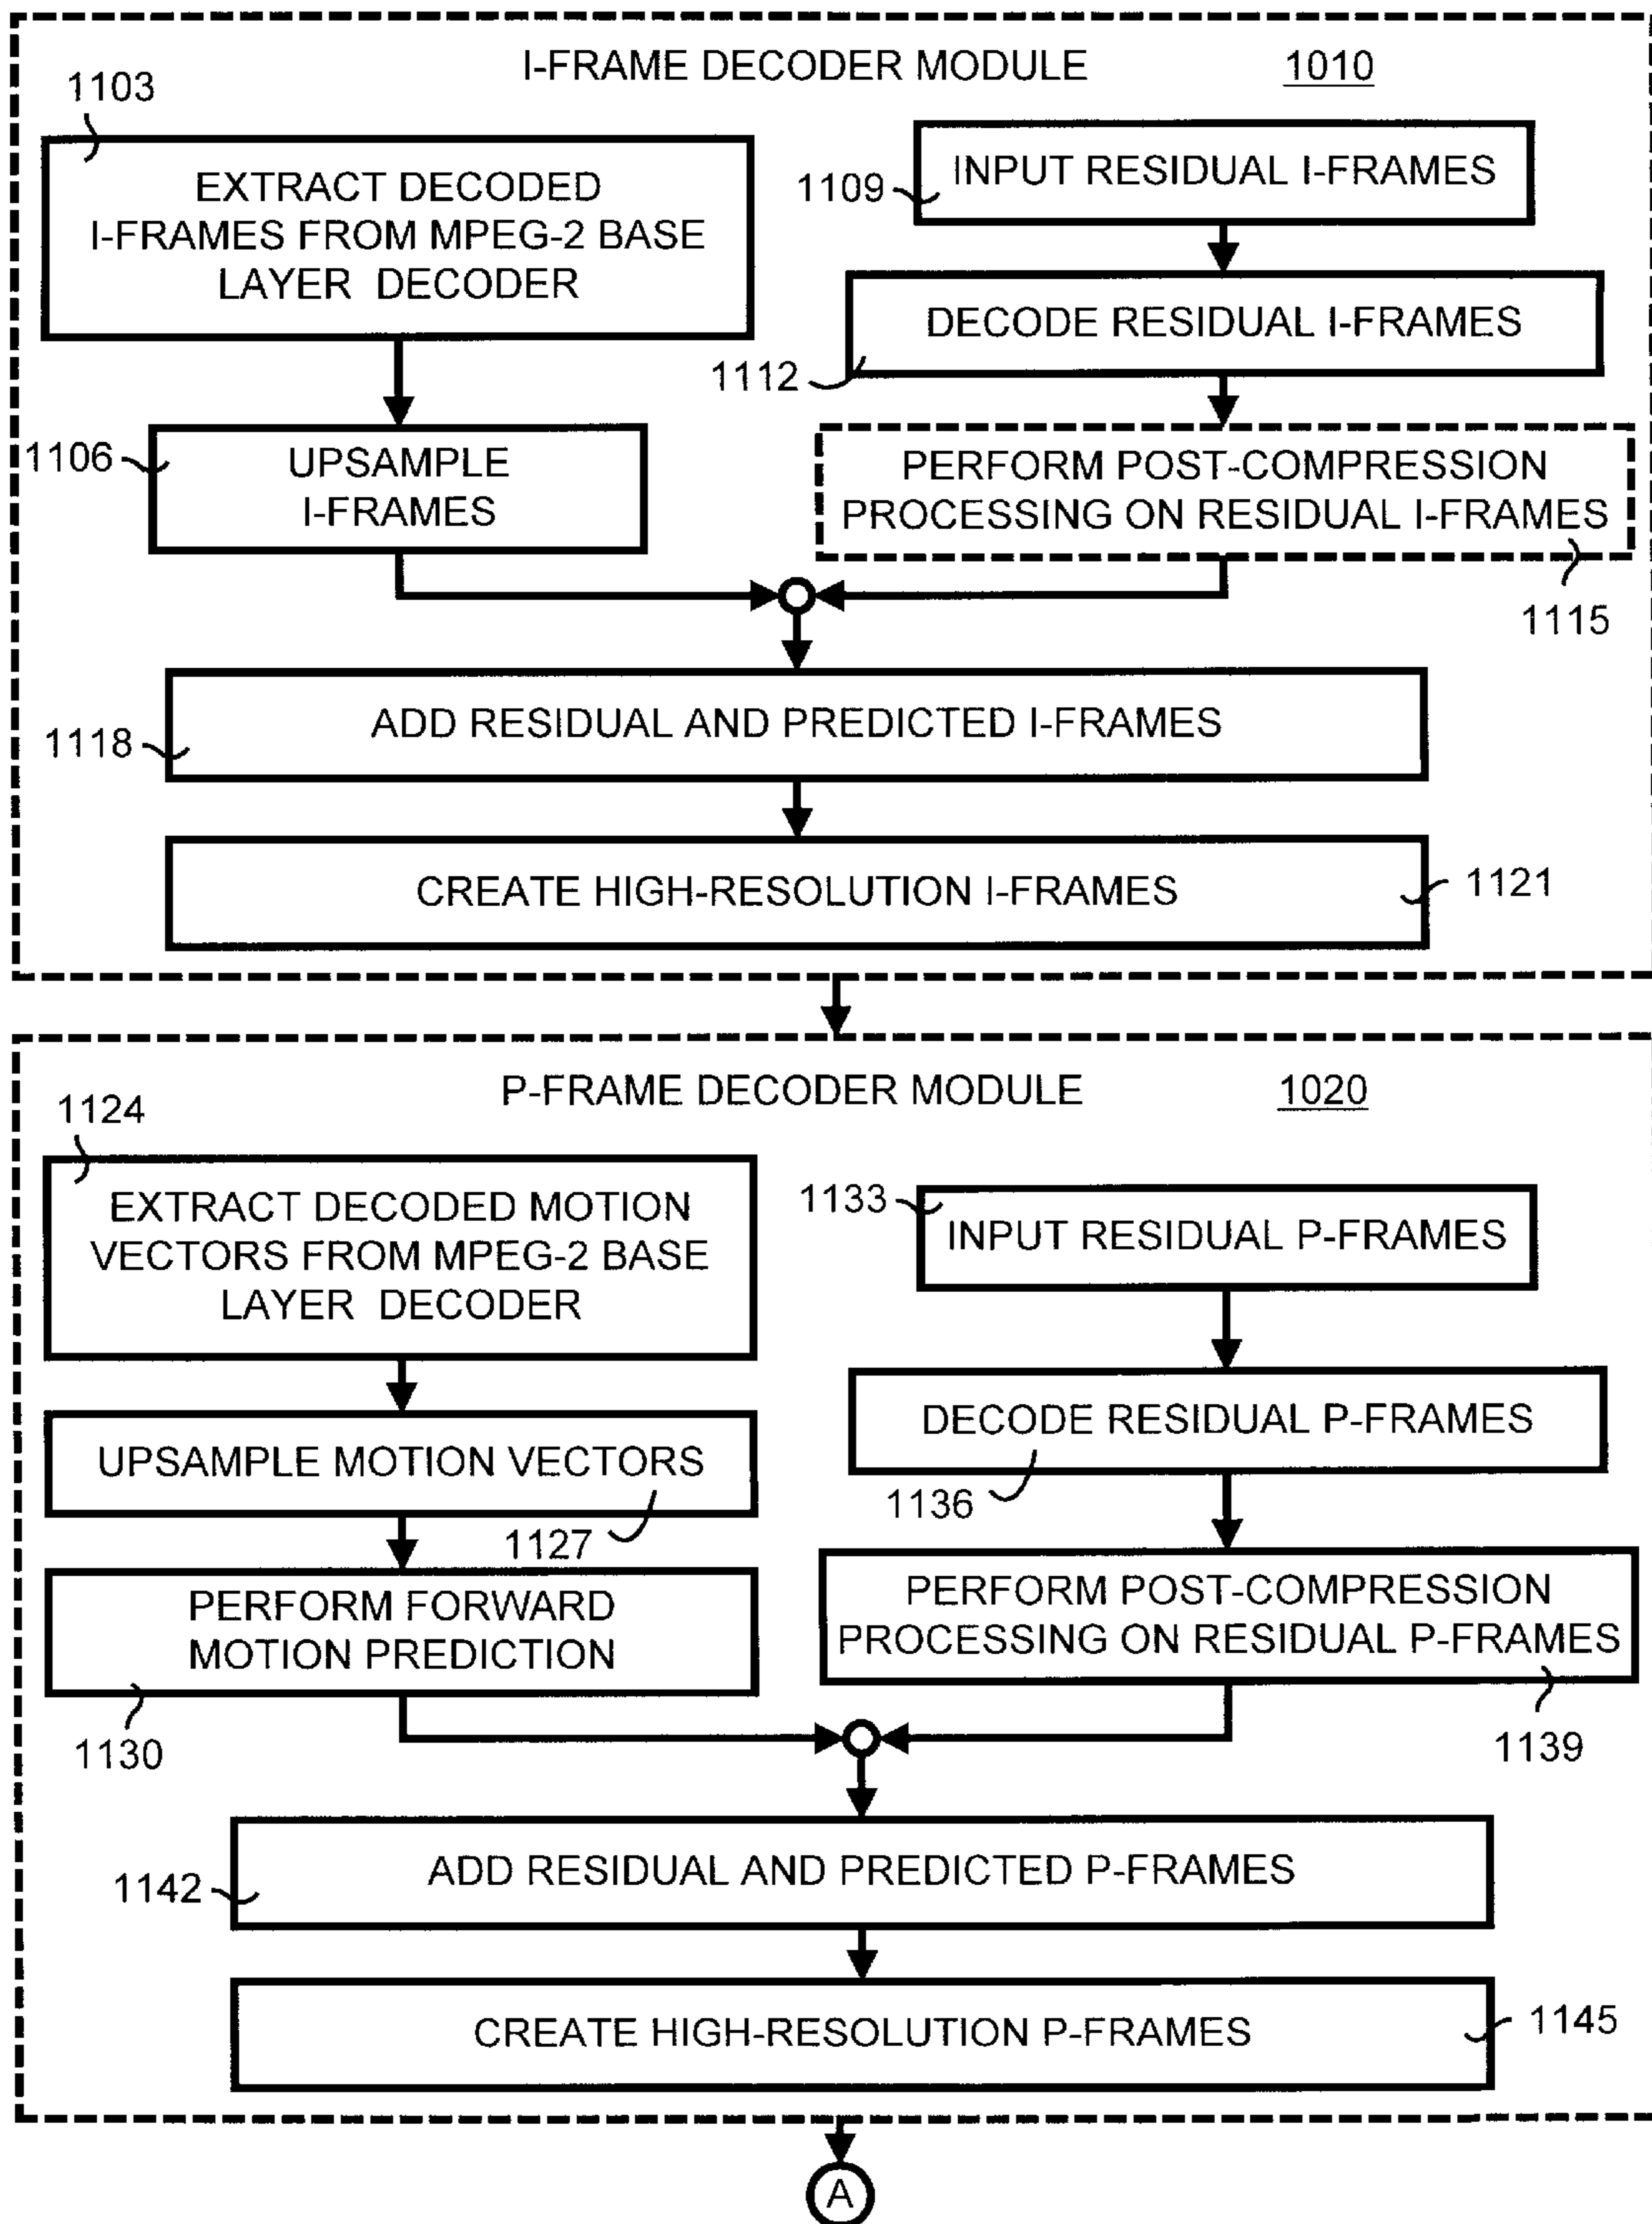 I-FRAME DECODER MODULE 1010
1103
EXTRACT DECODED
I-FRAMES FROM MPEG-2 BASE
LAYER DECODER
1109
INPUT RESIDUAL I-FRAMES
1112
DECODE RESIDUAL I-FRAMES
1106
UPSAMPLE
I-FRAMES
PERFORM POST-COMPRESSION
PROCESSING ON RESIDUAL I-FRAMES
1115
1118
ADD RESIDUAL AND PREDICTED I-FRAMES
CREATE HIGH-RESOLUTION I-FRAMES
1121
P-FRAME DECODER MODULE 1020
1124
EXTRACT DECODED MOTION
VECTORS FROM MPEG-2 BASE
LAYER DECODER
1133
INPUT RESIDUAL P-FRAMES
UPSAMPLE MOTION VECTORS
1127
DECODE RESIDUAL P-FRAMES
1136
PERFORM FORWARD
MOTION PREDICTION
1130
PERFORM POST-COMPRESSION
PROCESSING ON RESIDUAL P-FRAMES
1139
1142
ADD RESIDUAL AND PREDICTED P-FRAMES
CREATE HIGH-RESOLUTION P-FRAMES
1145
A